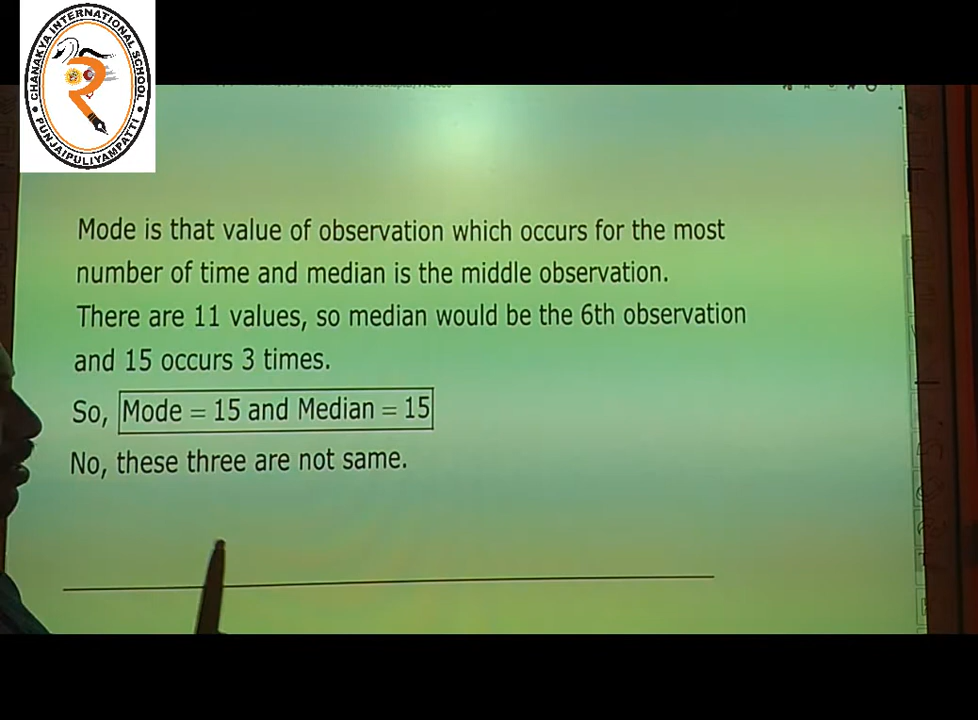 CHANAKYA INTERNATIONAL SCHOOL
PUNJAIPULIYAMPATTI
Mode is that value of observation which occurs for the most
number of time and median is the middle observation.
There are 11 values, so median would be the 6th observation
and 15 occurs 3 times.
So, Mode = 15 and Median = 15
No, these three are not same.